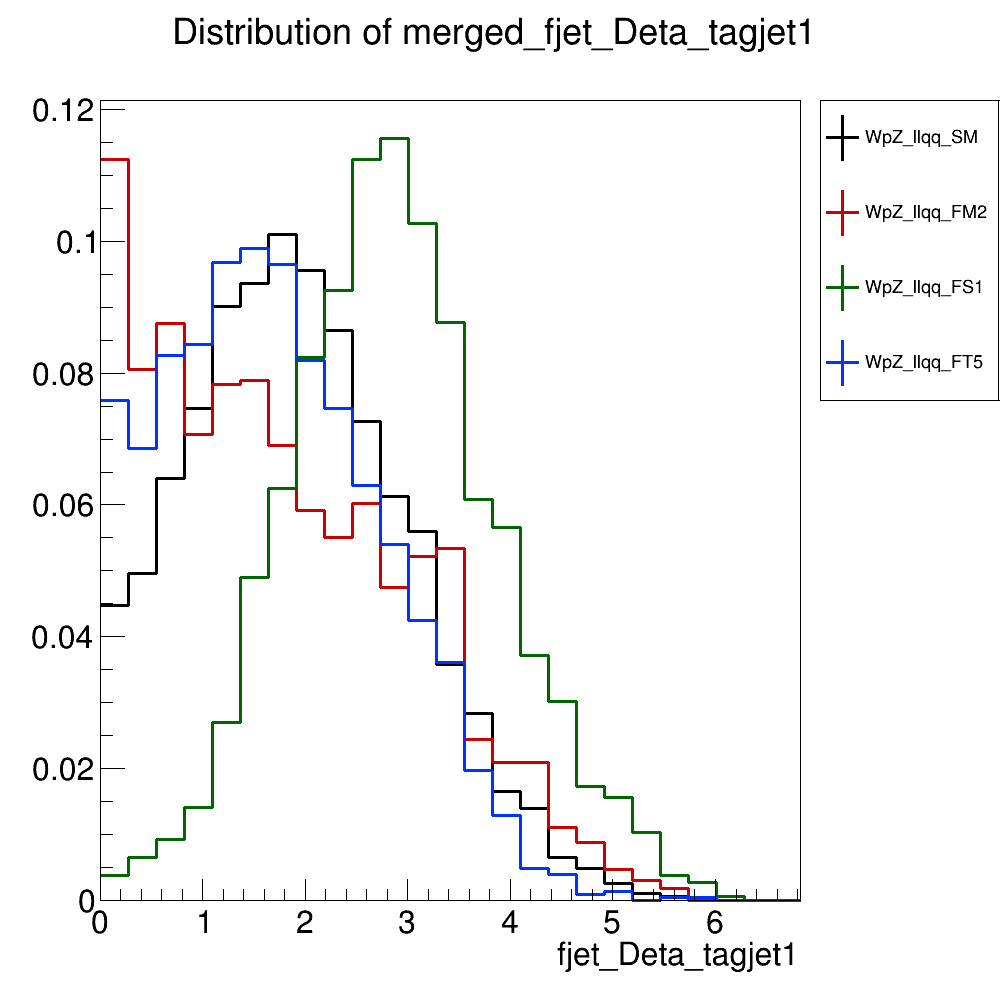 Distribution of merged_fjet_Deta_tagjet1
0.12
0.1
0.08
0.06
0.04
0.02
0
0 1 2 3 4 5 6
fjet_Deta_tagjet1
WpZ_llqq_SM
WpZ_llqq_FM2
WpZ_llqq_FS1
WpZ_llqq_FT5